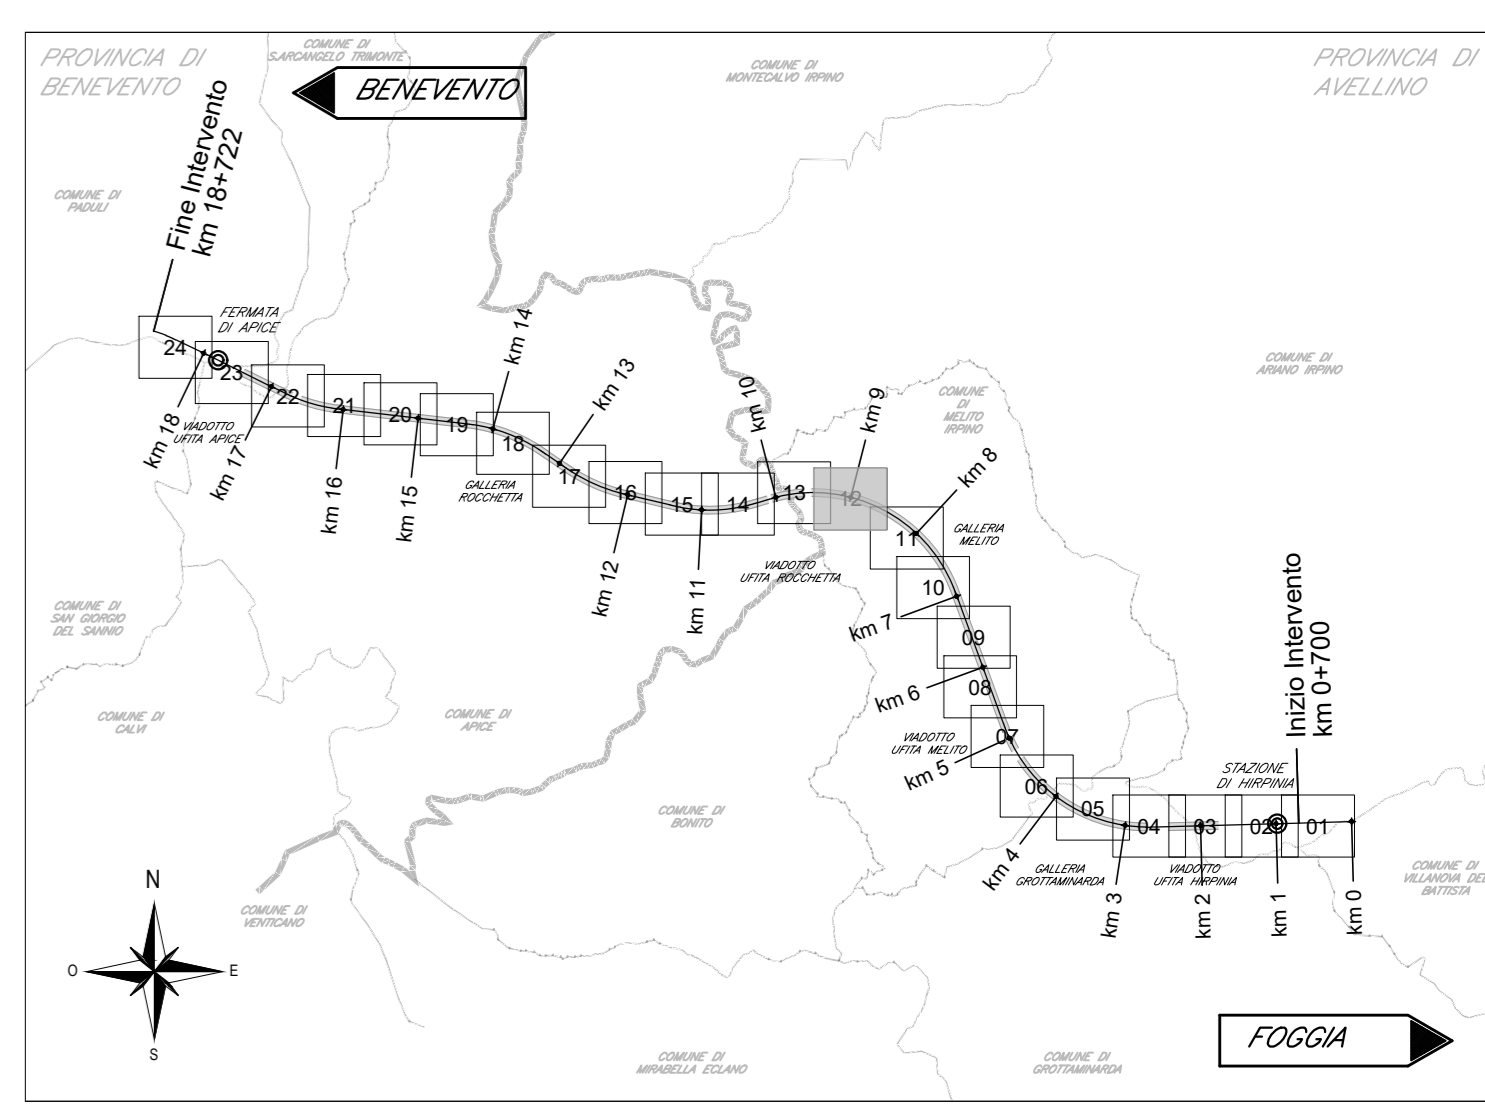 PROVINCIA DI
BENEVENTO
COMUNE DI
S.ARCANGELO TRIMONTE
BENEVENTO
COMUNE DI
MONTECALVO IRPINO
PROVINCIA DI
AVELLINO
Fine Intervento
km 18+722
COMUNE DI
PADULI
FERMATA
DI APICE
24
23
22
21
20
19
18
17
16
15
14
13
12
11
10
09
08
07
06
05
04
03
02
01
km 18
km 17
km 16
km 15
km 14
km 13
km 12
km 11
km 10
km 9
km 8
km 7
km 6
km 5
km 4
km 3
km 2
km 1
km 0
VIADOTTO
UFITA APICE
GALLERIA
ROCCHETTA
VIADOTTO
UFITA ROCCHETTA
GALLERIA
MELITO
COMUNE
DI
MELITO
IRPINO
COMUNE DI
ARIANO IRPINO
COMUNE DI
SAN GIORGIO
DEL SANNIO
COMUNE DI
CALVI
COMUNE DI
APICE
VIADOTTO
UFITA MELITO
Inizio Intervento
km 0+700
STAZIONE
DI HIRPINIA
COMUNE DI
BONITO
GALLERIA
GROTTAMINARDA
VIADOTTO
UFITA HIRPINIA
COMUNE DI
VILLANOVA DEL
BATTISTA
COMUNE DI
VENTICANO
N
O
E
S
COMUNE DI
MIRABELLA ECLANO
COMUNE DI
GROTTAMINARDA
FOGGIA